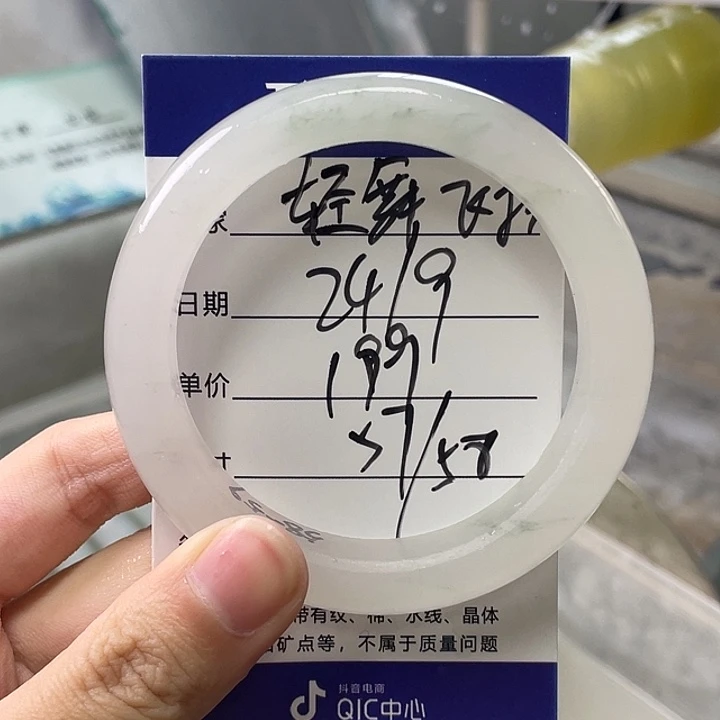 家 轻舞飞扬
日期 24/9
单价 199
寸 57/58
带有纹、棉、水线、晶体
矿点等，不属于质量问题
抖音电商
QIC中心